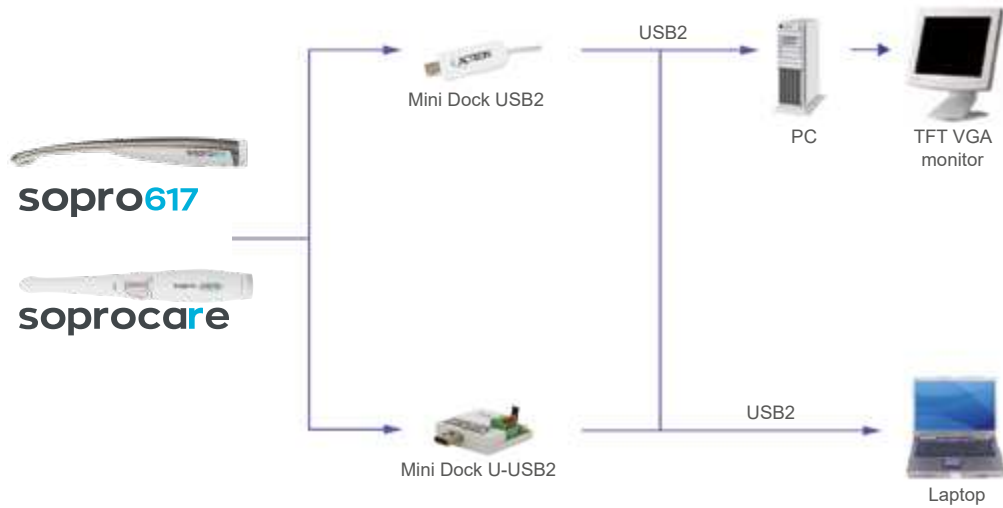 USB2
Mini Dock USB2
PC
TFT VGA
monitor
sopro617
soprocare
USB2
Mini Dock U-USB2
Laptop